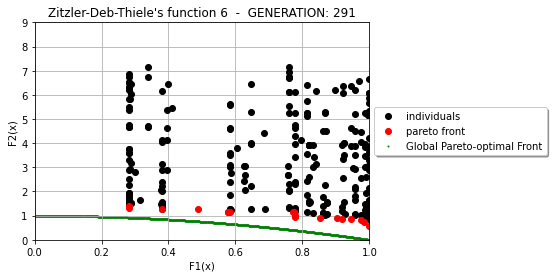 Zitzler-Deb-Thiele's function 6 - GENERATION: 291
F2(x)
9
8
7
6
5
4
3
2
1
0
0.0 0.2 0.4 0.6 0.8 1.0
F1(x)
individuals
pareto front
Global Pareto-optimal Front